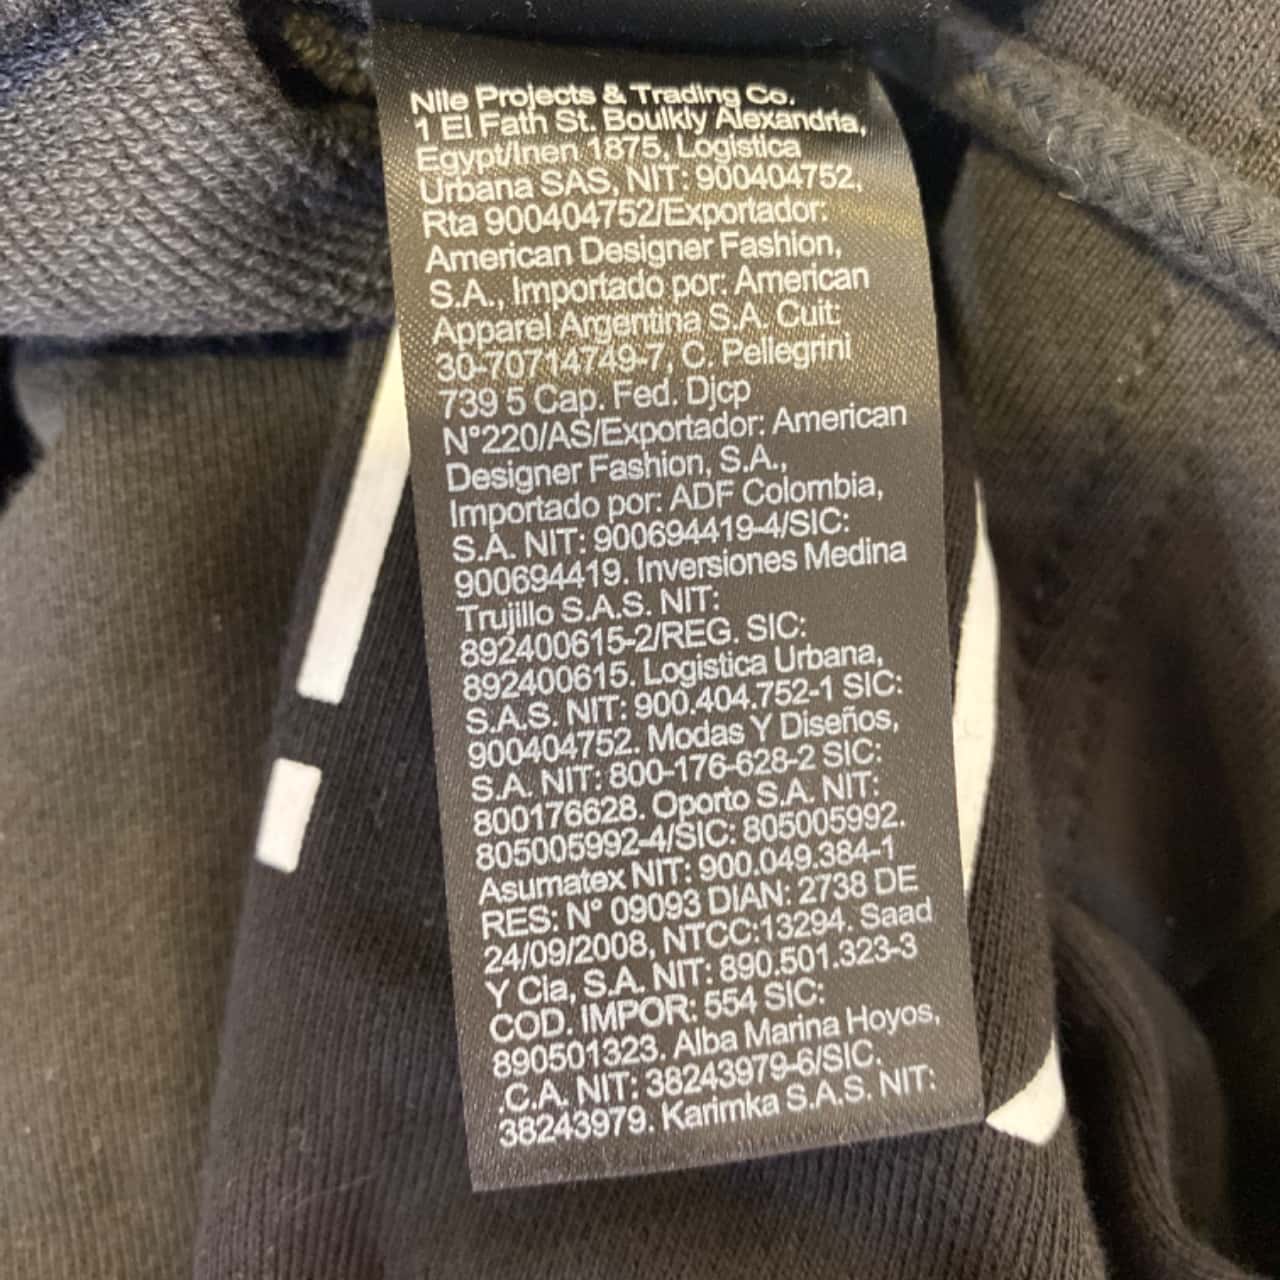 Nile Projects & Trading Co.
1 El Fath St. Boulkly Alexandria,
Egypt/Inen 1875, Logistica
Urbana SAS, NIT: 900404752,
Rta 900404752/Exportador:
American Designer Fashion,
S.A., Importado por: American
Apparel Argentina S.A. Cuit:
30-70714749-7, C. Pellegrini
739 5 Cap. Fed. Djcp
N°220/AS/Exportador: American
Designer Fashion, S.A.,
Importado por: ADF Colombia,
S.A. NIT: 900694419-4/SIC:
900694419. Inversiones Medina
Trujillo S.A.S. NIT:
892400615-2/REG. SIC:
892400615. Logistica Urbana,
S.A.S. NIT: 900.404.752-1 SIC:
900404752. Modas Y Diseños,
S.A. NIT: 800-176-628-2 SIC:
800176628. Oporto S.A. NIT:
805005992-4/SIC: 805005992.
Asumatex NIT: 900.049.384-1
RES: N° 09093 DIAN: 2738 DE
24/09/2008, NTCC:13294. Saad
Y Cia, S.A. NIT: 890.501.323-3
COD. IMPOR: 554 SIC:
890501323. Alba Marina Hoyos,
.C.A. NIT: 38243979-6/SIC.
38243979. Karimka S.A.S. NIT: